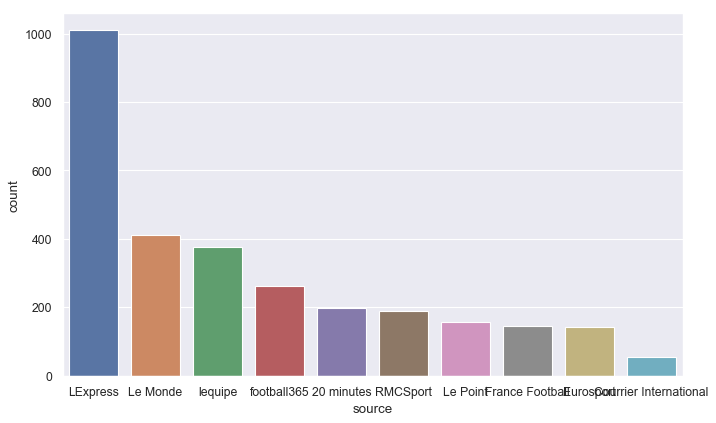 1000
800
600
400
200
0
count
LExpress Le Monde lequipe football365 20 minutes RMCSport Le Point France Football Eurosport Courrier International
source